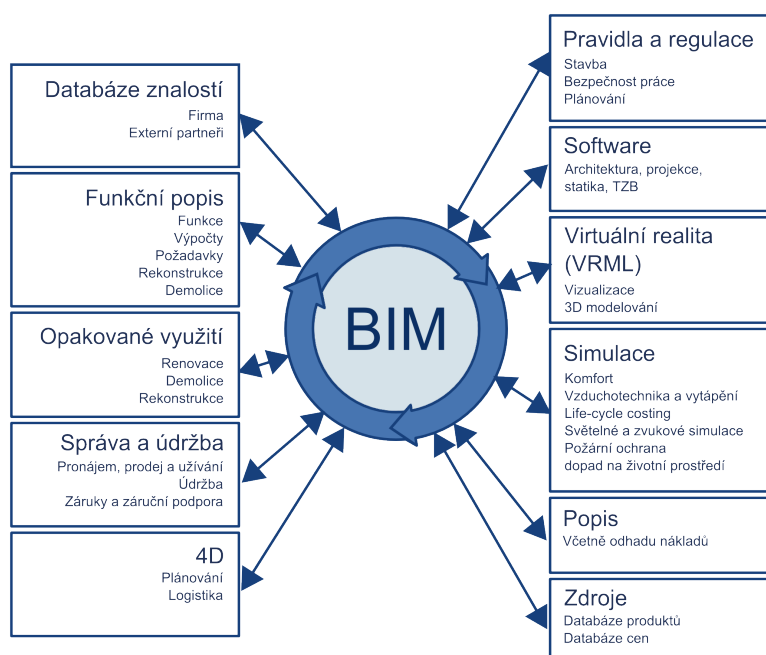 Databáze znalostí
Firma
Externí partneři
Funkční popis
Funkce
Výpočty
Požadavky
Rekonstrukce
Demolice
Opakované využití
Renovace
Demolice
Rekonstrukce
Správa a údržba
Pronájem, prodej a užívání
Údržba
Záruky a záruční podpora
4D
Plánování
Logistika
BIM
Pravidla a regulace
Stavba
Bezpečnost práce
Plánování
Software
Architektura, projekce,
statika, TZB
Virtuální realita
(VRML)
Vizualizace
3D modelování
Simulace
Komfort
Vzduchotechnika a vytápění
Life-cycle costing
Světelné a zvukové simulace
Požární ochrana
dopad na životní prostředí
Popis
Včetně odhadu nákladů
Zdroje
Databáze produktů
Databáze cen